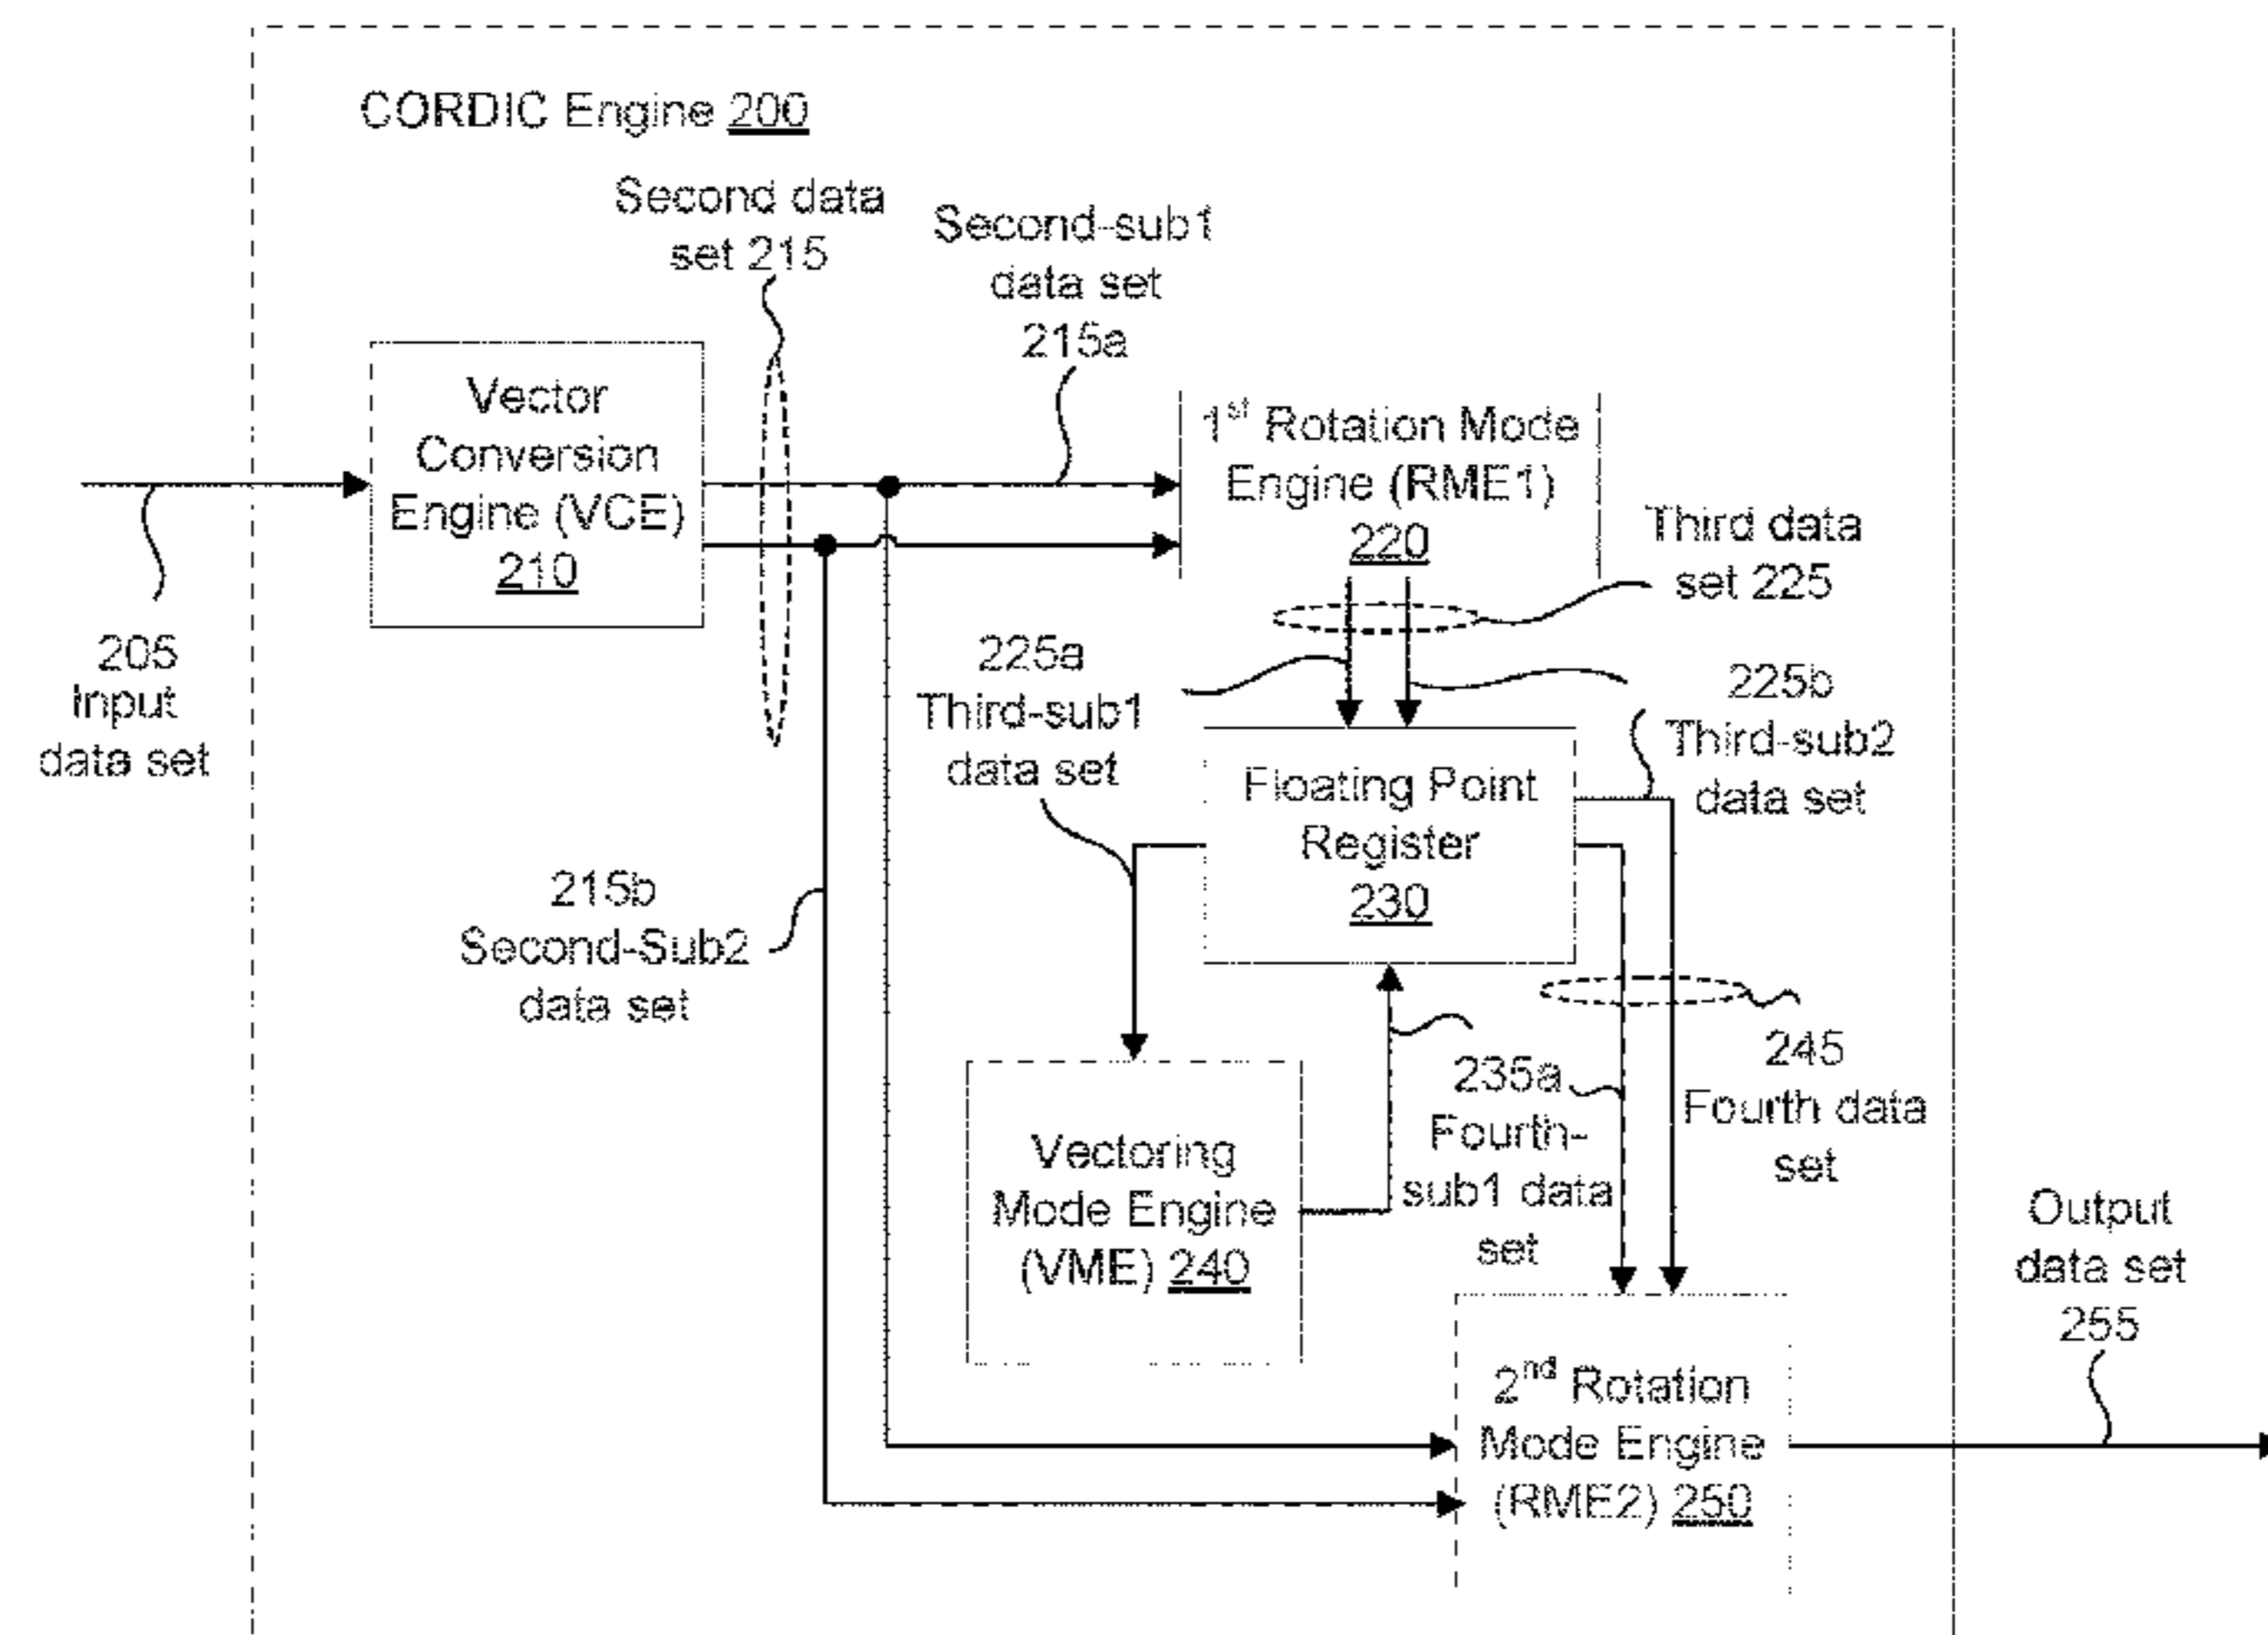 CORDIC Engine 200
Second data
set 215
Second-sub1
data set
215a
Vector
Conversion
Engine (VCE)
210
1st Rotation Mode
Engine (RME1)
220
Third data
set 225
205
Input
data set
225a
Third-sub1
data set
225b
Third-sub2
data set
Floating Point
Register
230
215b
Second-Sub2
data set
235a
Fourth-
sub1 data
set
245
Fourth data
set
Vectoring
Mode Engine
(VME) 240
Output
data set
255
2nd Rotation
Mode Engine
(RME2) 250